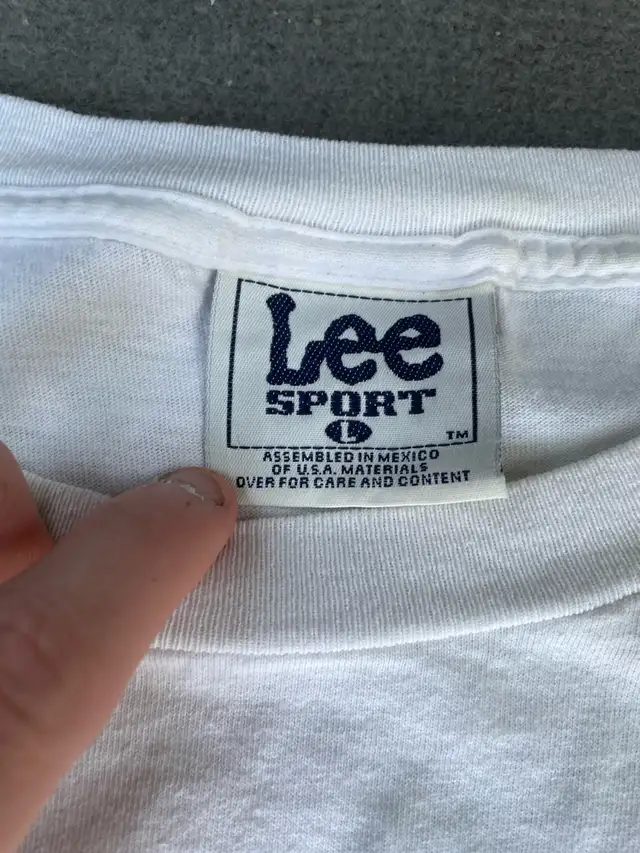 Lee
SPORT
L
TM
ASSEMBLED IN MEXICO
OF U.S.A. MATERIALS
OVER FOR CARE AND CONTENT